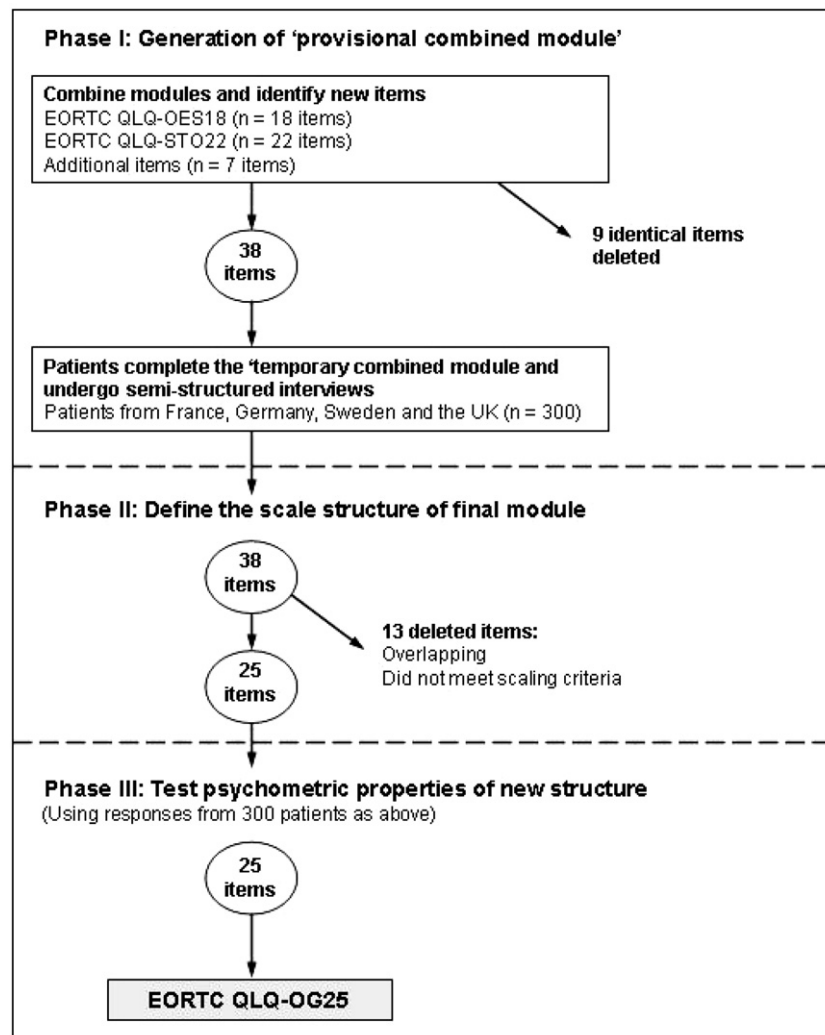 Phase I: Generation of ‘provisional combined module’
Combine modules and identify new items
EORTC QLQ-OES18 (n = 18 items)
EORTC QLQ-STO22 (n = 22 items)
Additional items (n = 7 items)
38
items
9 identical items
deleted
Patients complete the ‘temporary combined module and
undergo semi-structured interviews
Patients from France, Germany, Sweden and the UK (n = 300)
Phase II: Define the scale structure of final module
38
items
13 deleted items:
Overlapping
Did not meet scaling criteria
25
items
Phase III: Test psychometric properties of new structure
(Using responses from 300 patients as above)
25
items
EORTC QLQ-OG25